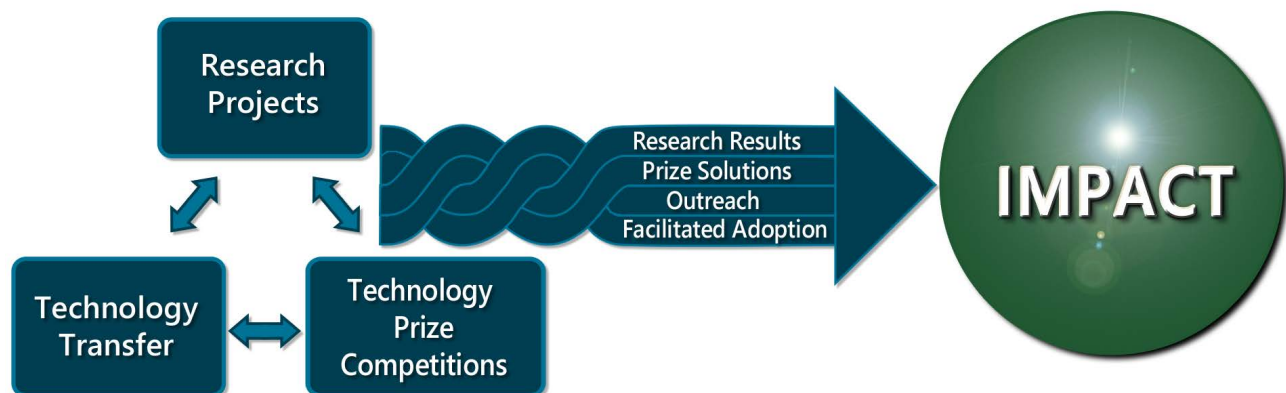 Research
Projects
Technology
Transfer
Technology
Prize
Competitions
Research Results
Prize Solutions
Outreach
Facilitated Adoption
IMPACT